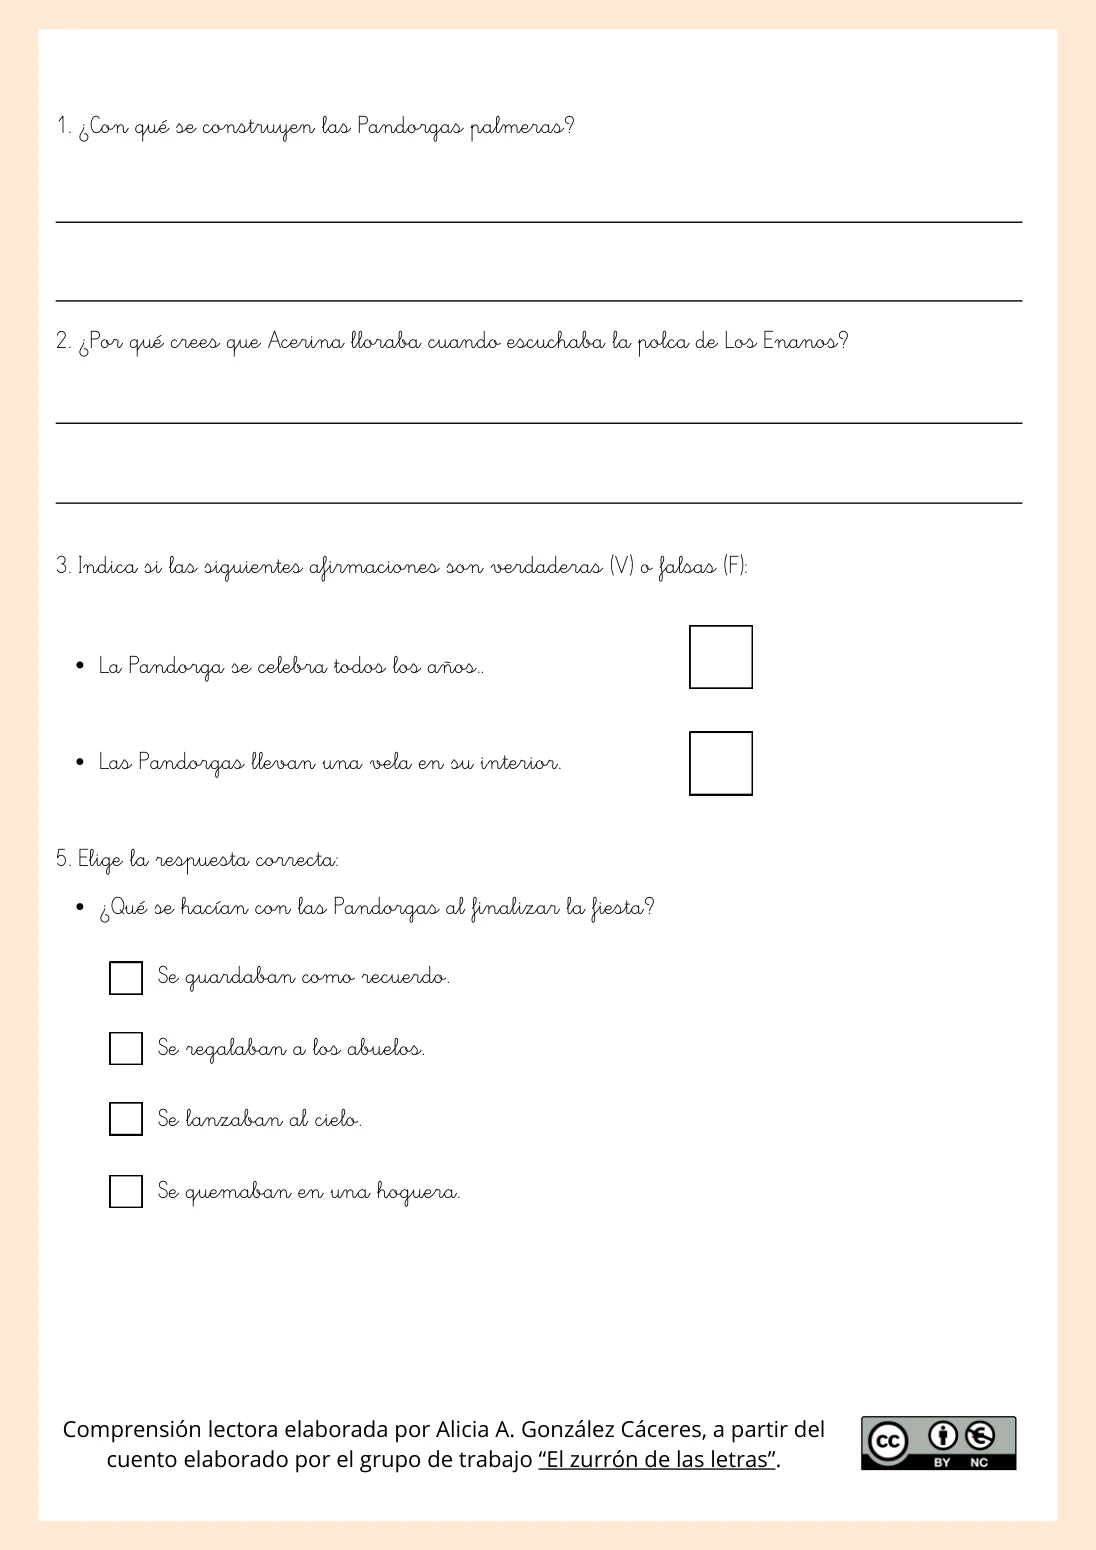 1. ¿Con qué se construyen las Pandorgas palmeras?
2. ¿Por qué crees que Acerina lloraba cuando escuchaba la polca de Los Enanos?
3. Indica si las siguientes afirmaciones son verdaderas (V) o falsas (F):
• La Pandorga se celebra todos los años..
• Las Pandorgas llevan una vela en su interior.
5. Elige la respuesta correcta:
• ¿Qué se hacían con las Pandorgas al finalizar la fiesta?
Se guardaban como recuerdo.
Se regalaban a los abuelos.
Se lanzaban al cielo.
Se quemaban en una hoguera.
Comprensión lectora elaborada por Alicia A. González Cáceres, a partir del
cuento elaborado por el grupo de trabajo “El zurrón de las letras”.
cc
BY NC